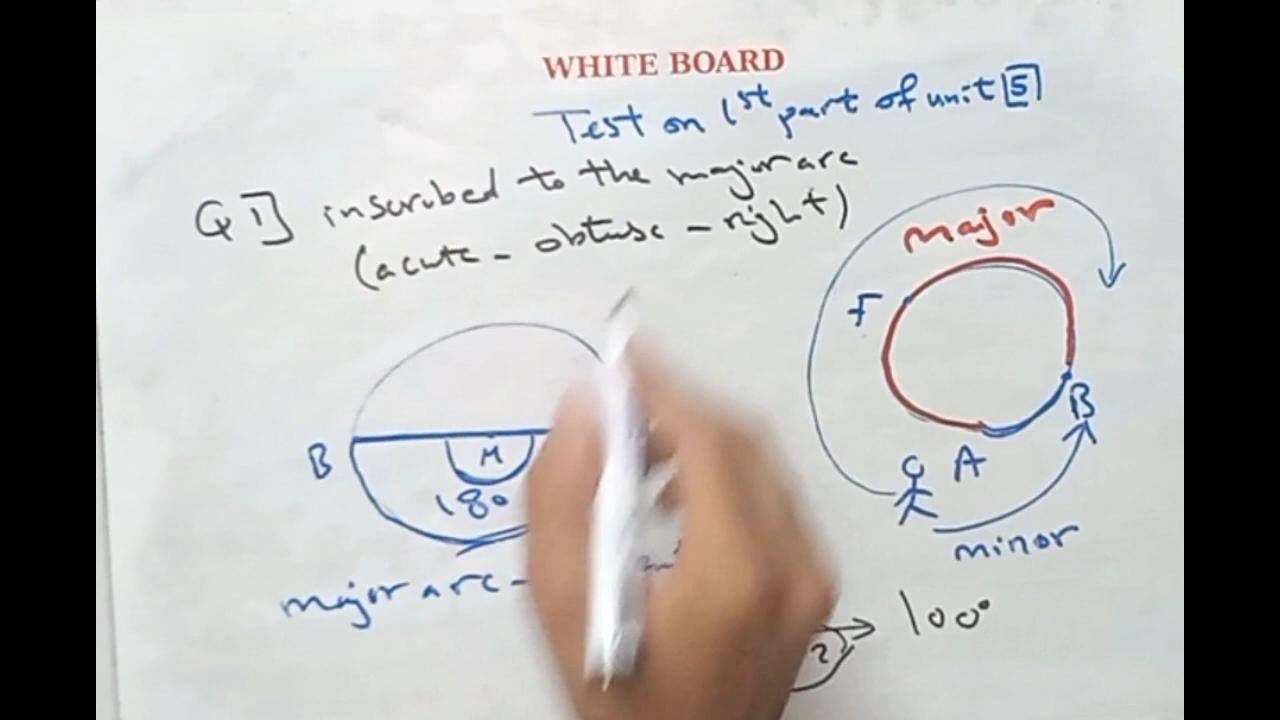 WHITE BOARD
Test on 1st part of unit 5
Q1] inscribed to the major arc
(acute - obtuse - right)
major
F
B
A
minor
B
M
180
major arc -
2
100°